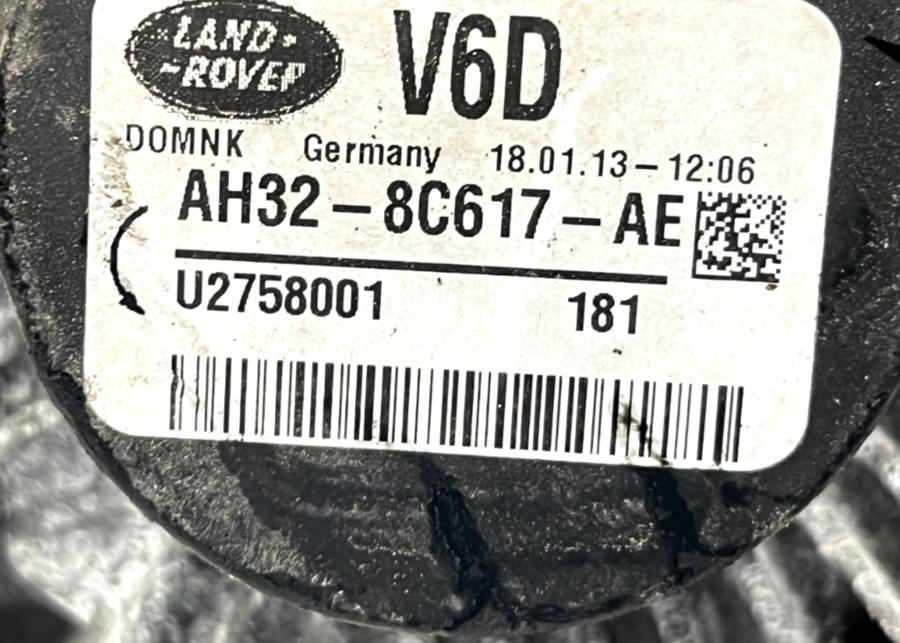 LAND-
-ROVER
V6D
DOMNK Germany 18.01.13-12:06
AH32-8C617-AE
U2758001 181